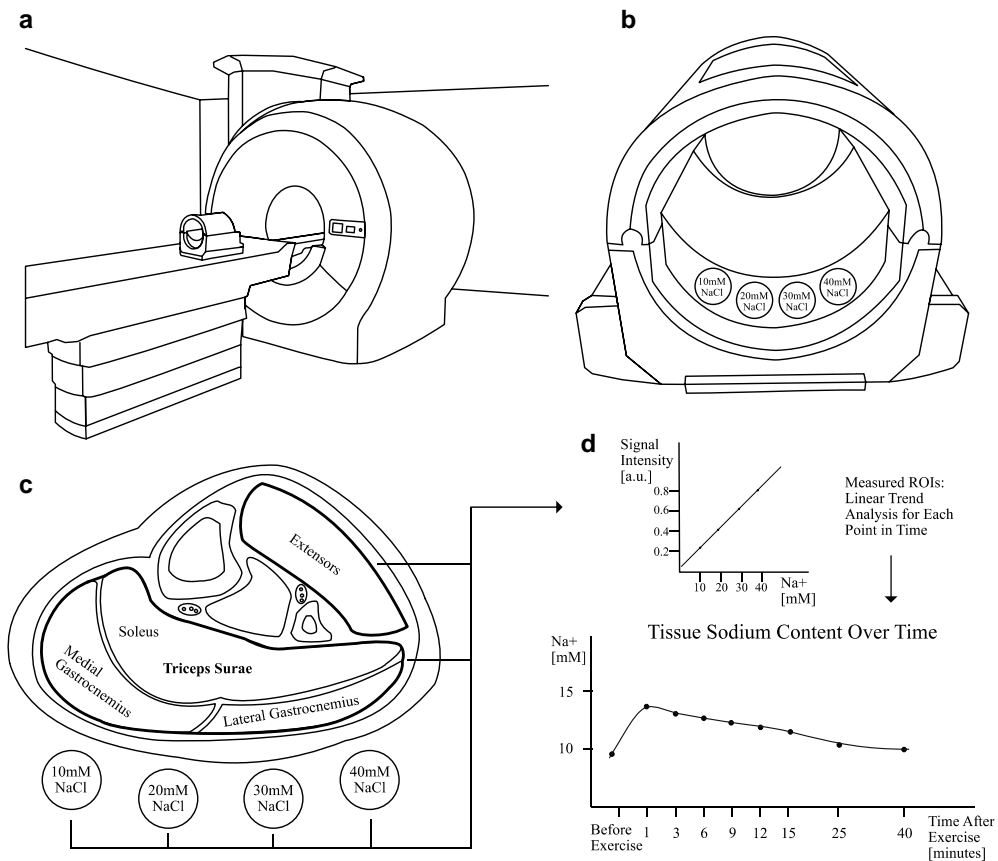 a
b
10mM
NaCl
20mM
NaCl
30mM
NaCl
40mM
NaCl
c
Extensors
Soleus
Triceps Surae
Medial
Gastrocnemius
Lateral Gastrocnemius
10mM
NaCl
20mM
NaCl
30mM
NaCl
40mM
NaCl
d
Signal
Intensity
[a.u.]
0.8
0.6
0.4
0.2
10 20 30 40
Na+
[mM]
Measured ROIs:
Linear Trend
Analysis for Each
Point in Time
Tissue Sodium Content Over Time
Na+
[mM]
15
10
Before
Exercise
1 3 6 9 12 15 25 40
Time After
Exercise
[minutes]